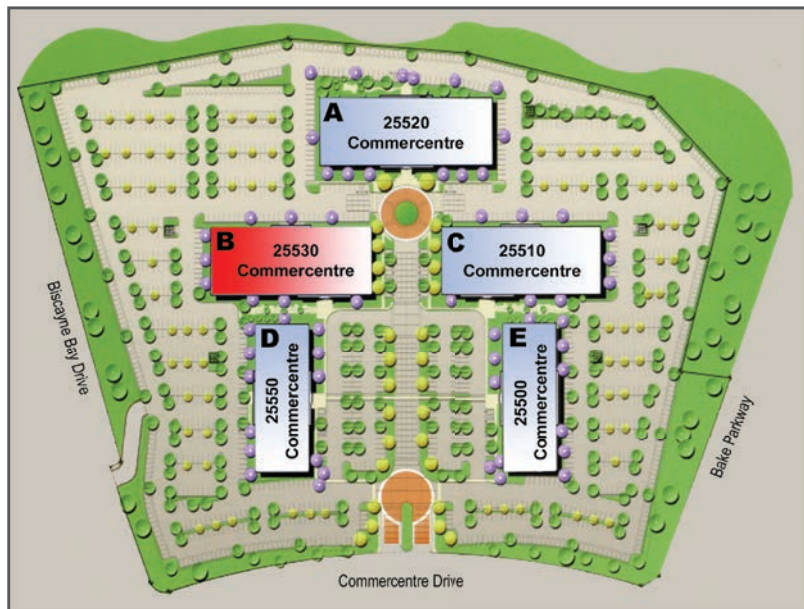 A
25520
Commercentre
B
25530
Commercentre
C
25510
Commercentre
D
25550
Commercentre
E
25500
Commercentre
Biscayne Bay Drive
Bake Parkway
Commercentre Drive